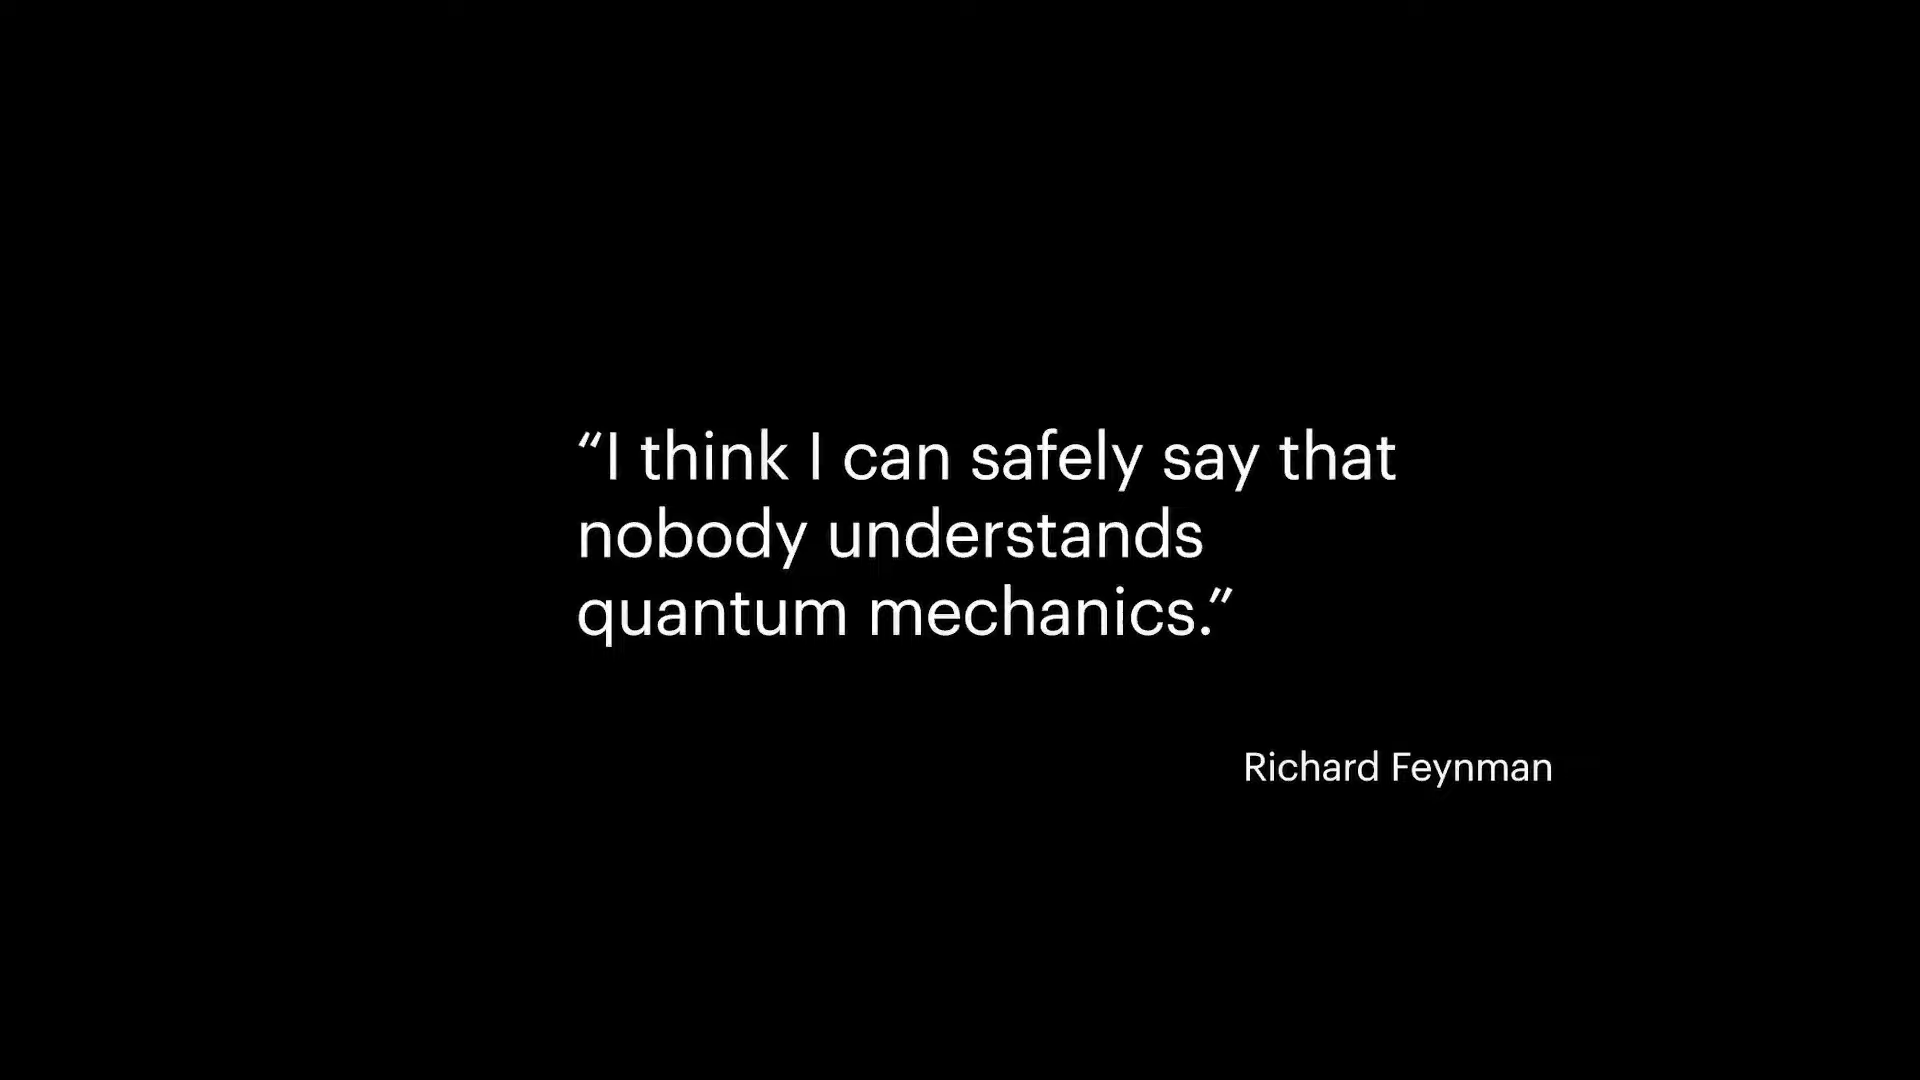 “I think I can safely say that
nobody understands
quantum mechanics.”
Richard Feynman